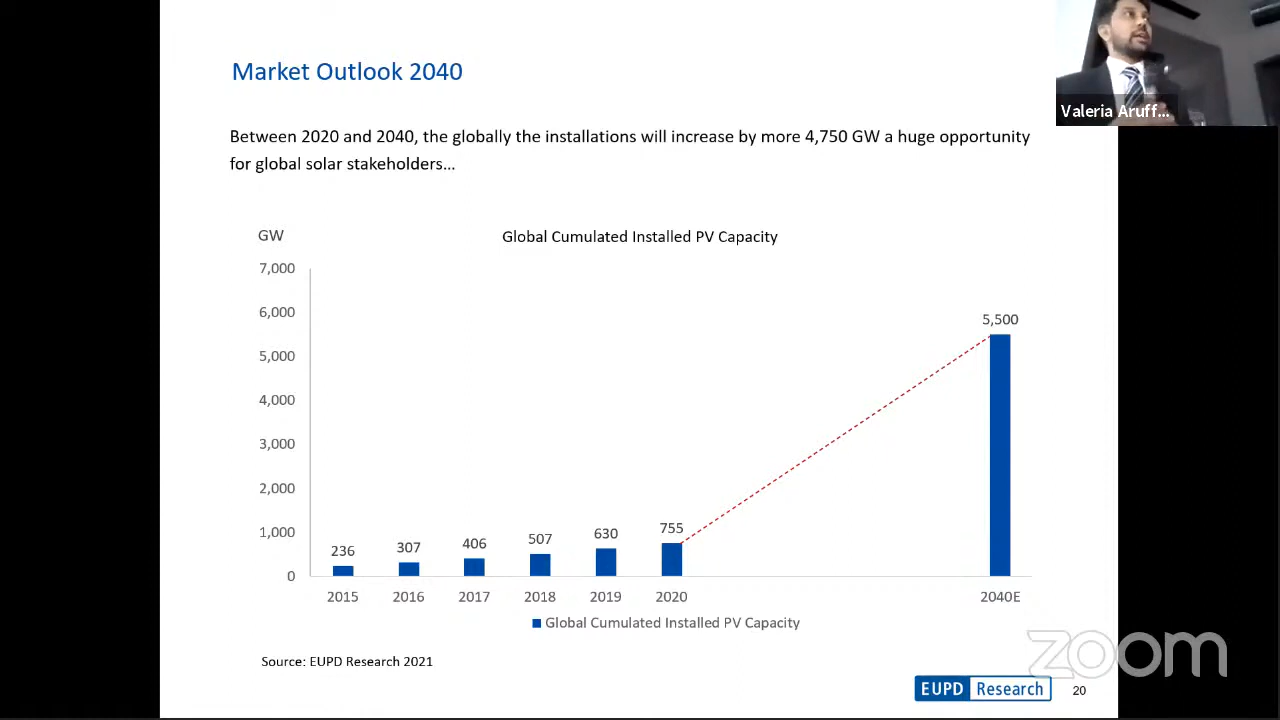 Market Outlook 2040
Valeria Aruff...
Between 2020 and 2040, the globally the installations will increase by more 4,750 GW a huge opportunity
for global solar stakeholders...
GW
Global Cumulated Installed PV Capacity
7,000
6,000
5,000
4,000
3,000
2,000
1,000
0
236
307
406
507
630
755
5,500
2015
2016
2017
2018
2019
2020
2040E
Global Cumulated Installed PV Capacity
Source: EUPD Research 2021
zoom
EUPD Research
20